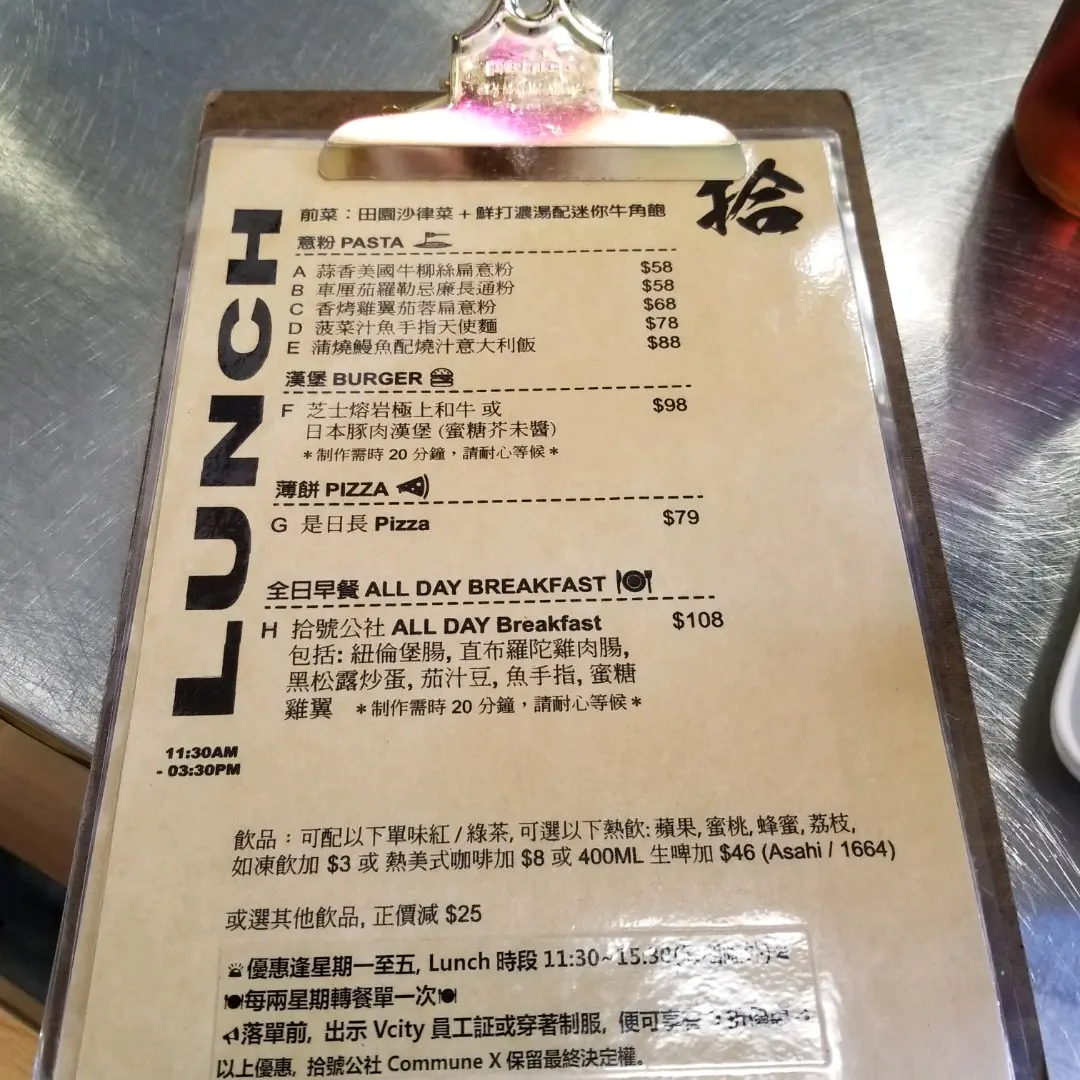 拾
LUNCH
前菜：田園沙律菜 + 鮮打濃湯配迷你牛角飽
意粉 PASTA
A 蒜香美國牛柳絲扁意粉 $58
B 車厘茄羅勒忌廉長通粉 $58
C 香烤雞翼茄蓉扁意粉 $68
D 菠菜汁魚手指天使麵 $78
E 蒲燒鰻魚配燒汁意大利飯 $88
漢堡 BURGER
F 芝士熔岩極上和牛 或 $98
日本豚肉漢堡 (蜜糖芥未醬)
＊制作需時 20 分鐘，請耐心等候＊
薄餅 PIZZA
G 是日長 Pizza $79
全日早餐 ALL DAY BREAKFAST
H 拾號公社 ALL DAY Breakfast $108
包括: 紐倫堡腸, 直布羅陀雞肉腸,
黑松露炒蛋, 茄汁豆, 魚手指, 蜜糖
雞翼 ＊制作需時 20 分鐘，請耐心等候＊
11:30AM
- 03:30PM
飲品：可配以下單味紅 / 綠茶, 可選以下熱飲: 蘋果, 蜜桃, 蜂蜜, 荔枝,
如凍飲加 $3 或 熱美式咖啡加 $8 或 400ML 生啤加 $46 (Asahi / 1664)
或選其他飲品, 正價減 $25
優惠逢星期一至五, Lunch 時段 11:30~15:30
每兩星期轉餐單一次
落單前, 出示 Vcity 員工証或穿著制服, 便可享
以上優惠, 拾號公社 Commune X 保留最終決定權。